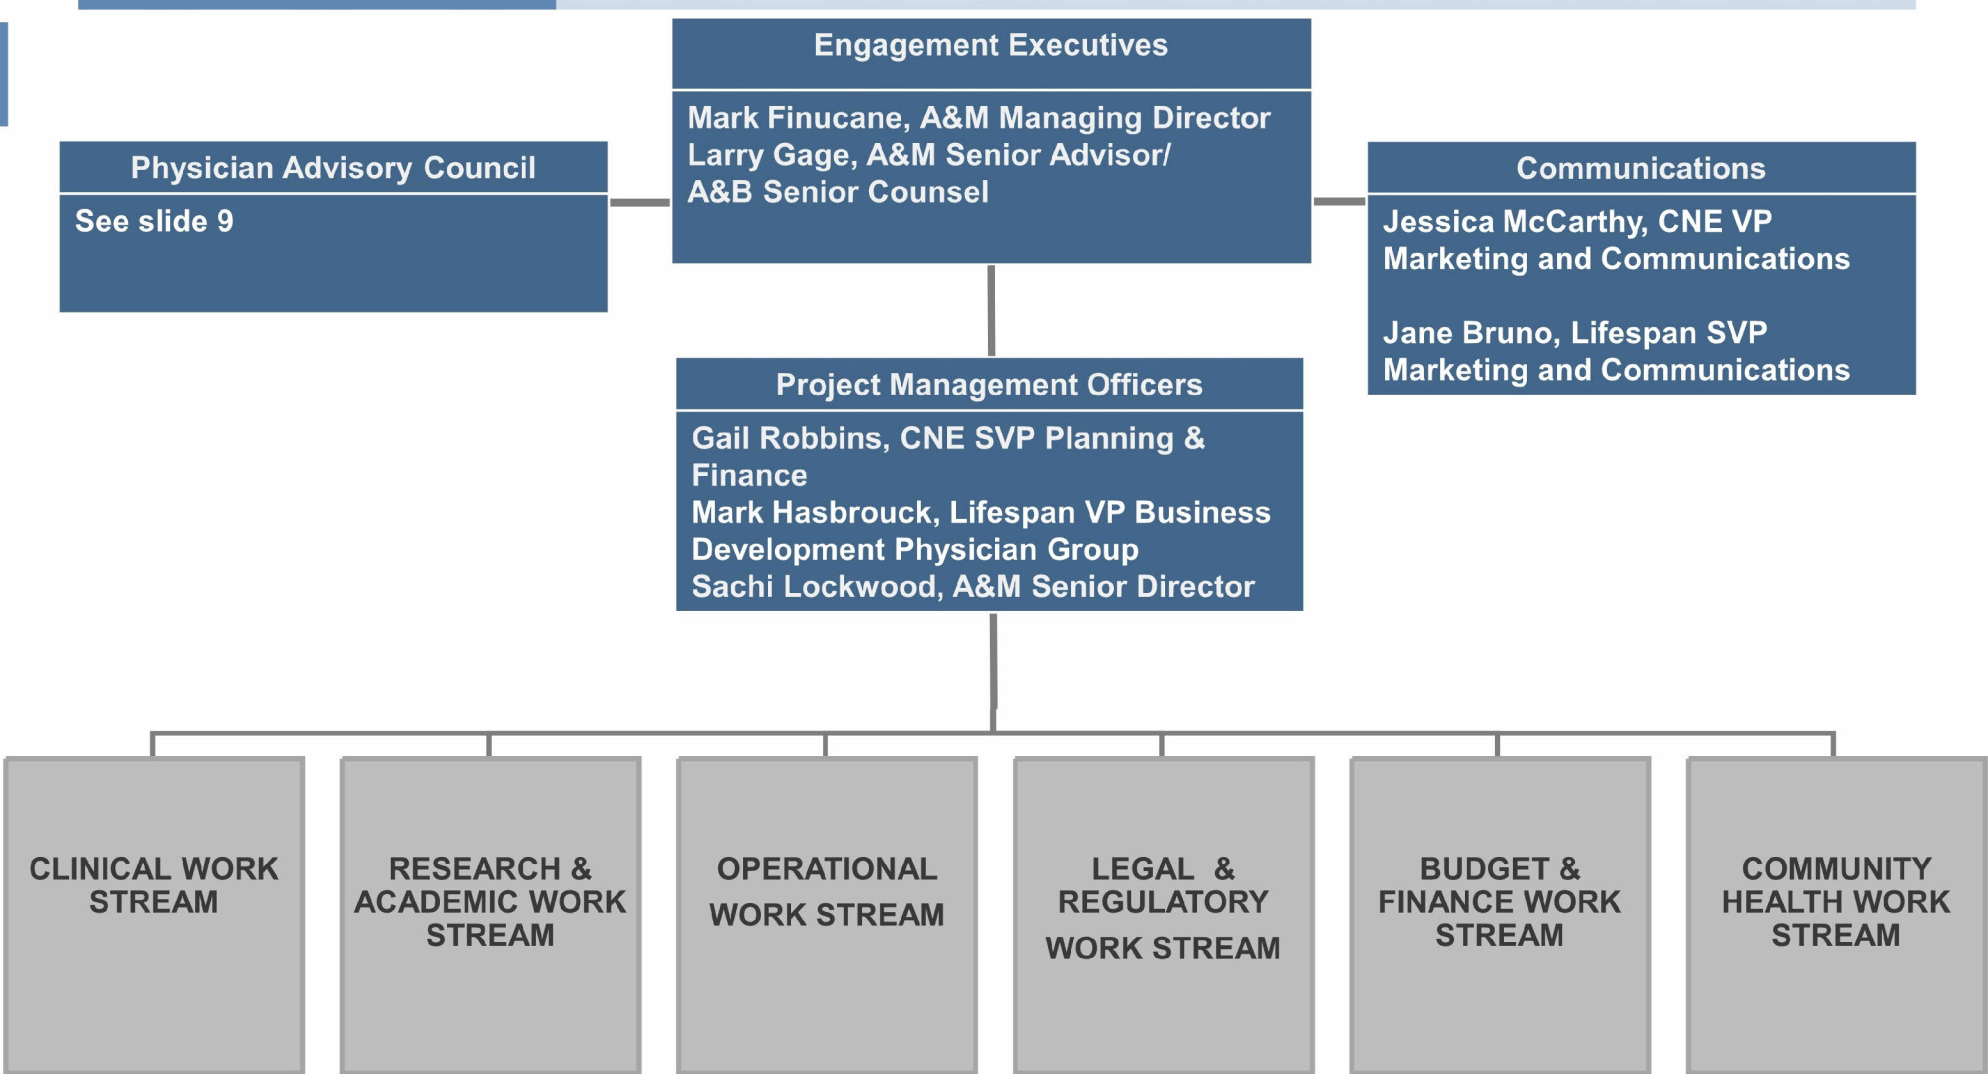 Engagement Executives
Mark Finucane, A&M Managing Director
Larry Gage, A&M Senior Advisor/
A&B Senior Counsel
Physician Advisory Council
See slide 9
Communications
Jessica McCarthy, CNE VP
Marketing and Communications
Jane Bruno, Lifespan SVP
Marketing and Communications
Project Management Officers
Gail Robbins, CNE SVP Planning &
Finance
Mark Hasbrouck, Lifespan VP Business
Development Physician Group
Sachi Lockwood, A&M Senior Director
CLINICAL WORK
STREAM
RESEARCH &
ACADEMIC WORK
STREAM
OPERATIONAL
WORK STREAM
LEGAL & 
REGULATORY
WORK STREAM
BUDGET &
FINANCE WORK
STREAM
COMMUNITY
HEALTH WORK
STREAM